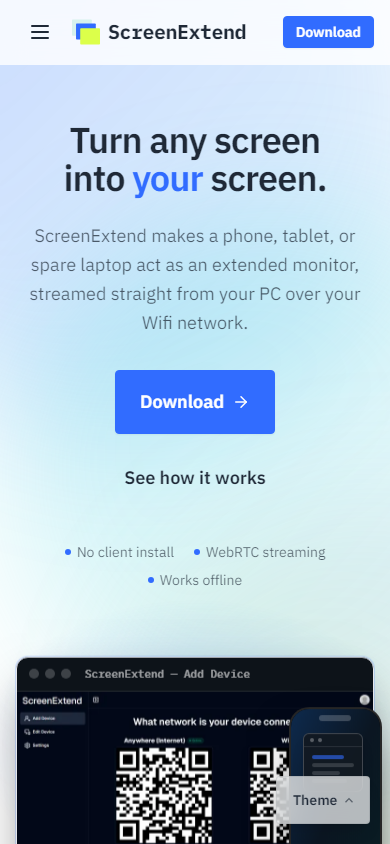 ScreenExtend
Download
Turn any screen
into your screen.
ScreenExtend makes a phone, tablet, or
spare laptop act as an extended monitor,
streamed straight from your PC over your
Wifi network.
Download →
See how it works
No client install
WebRTC streaming
Works offline
ScreenExtend — Add Device
ScreenExtend
What network is your device conne
Add Device
Edit Device
Settings
Anywhere (Internet)
Wi
Theme